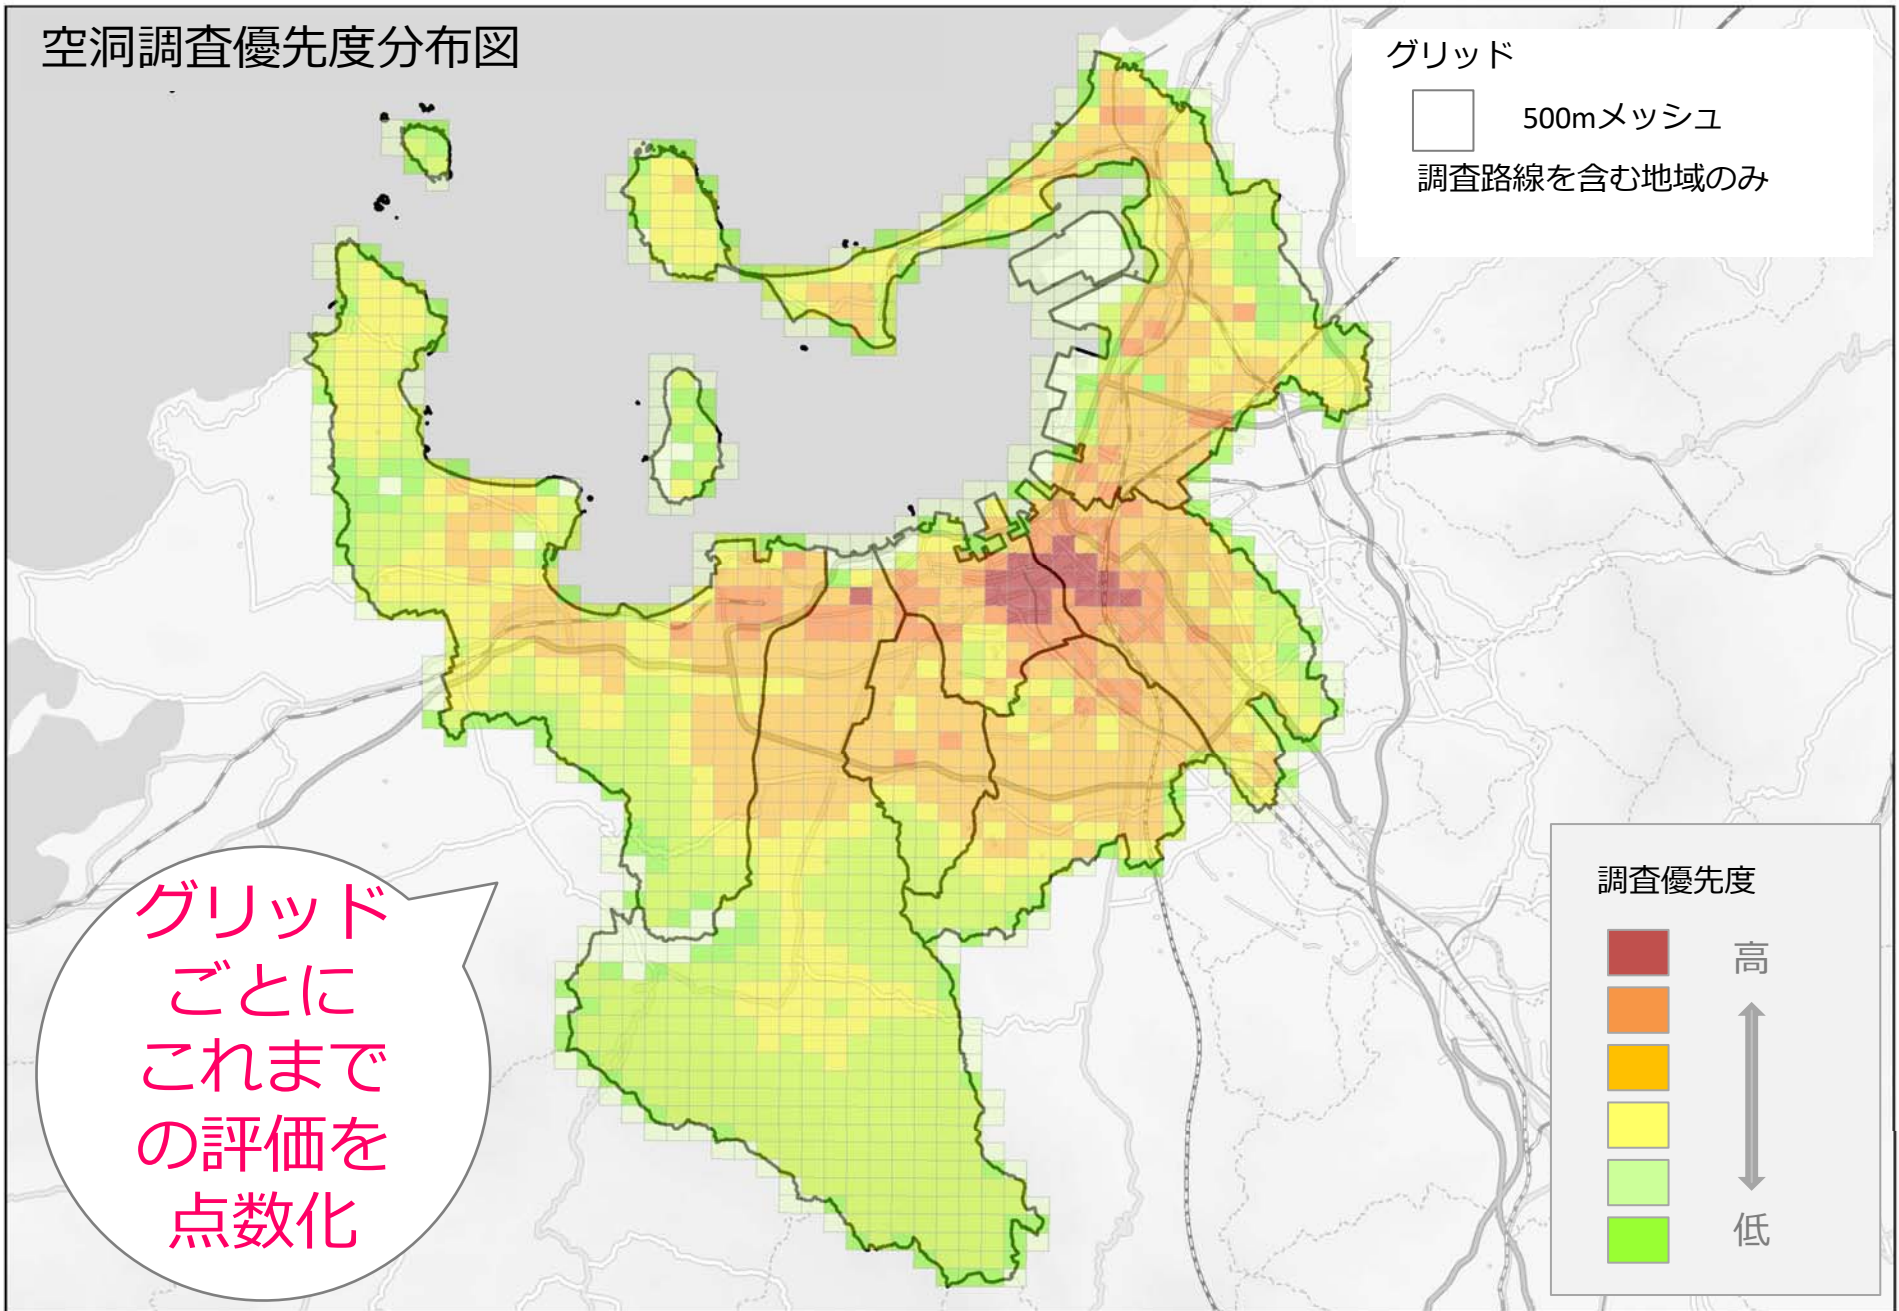 空洞調査優先度分布図
グリッド
500mメッシュ
調査路線を含む地域のみ
グリッド
ごとに
これまで
の評価を
点数化
調査優先度
高
低